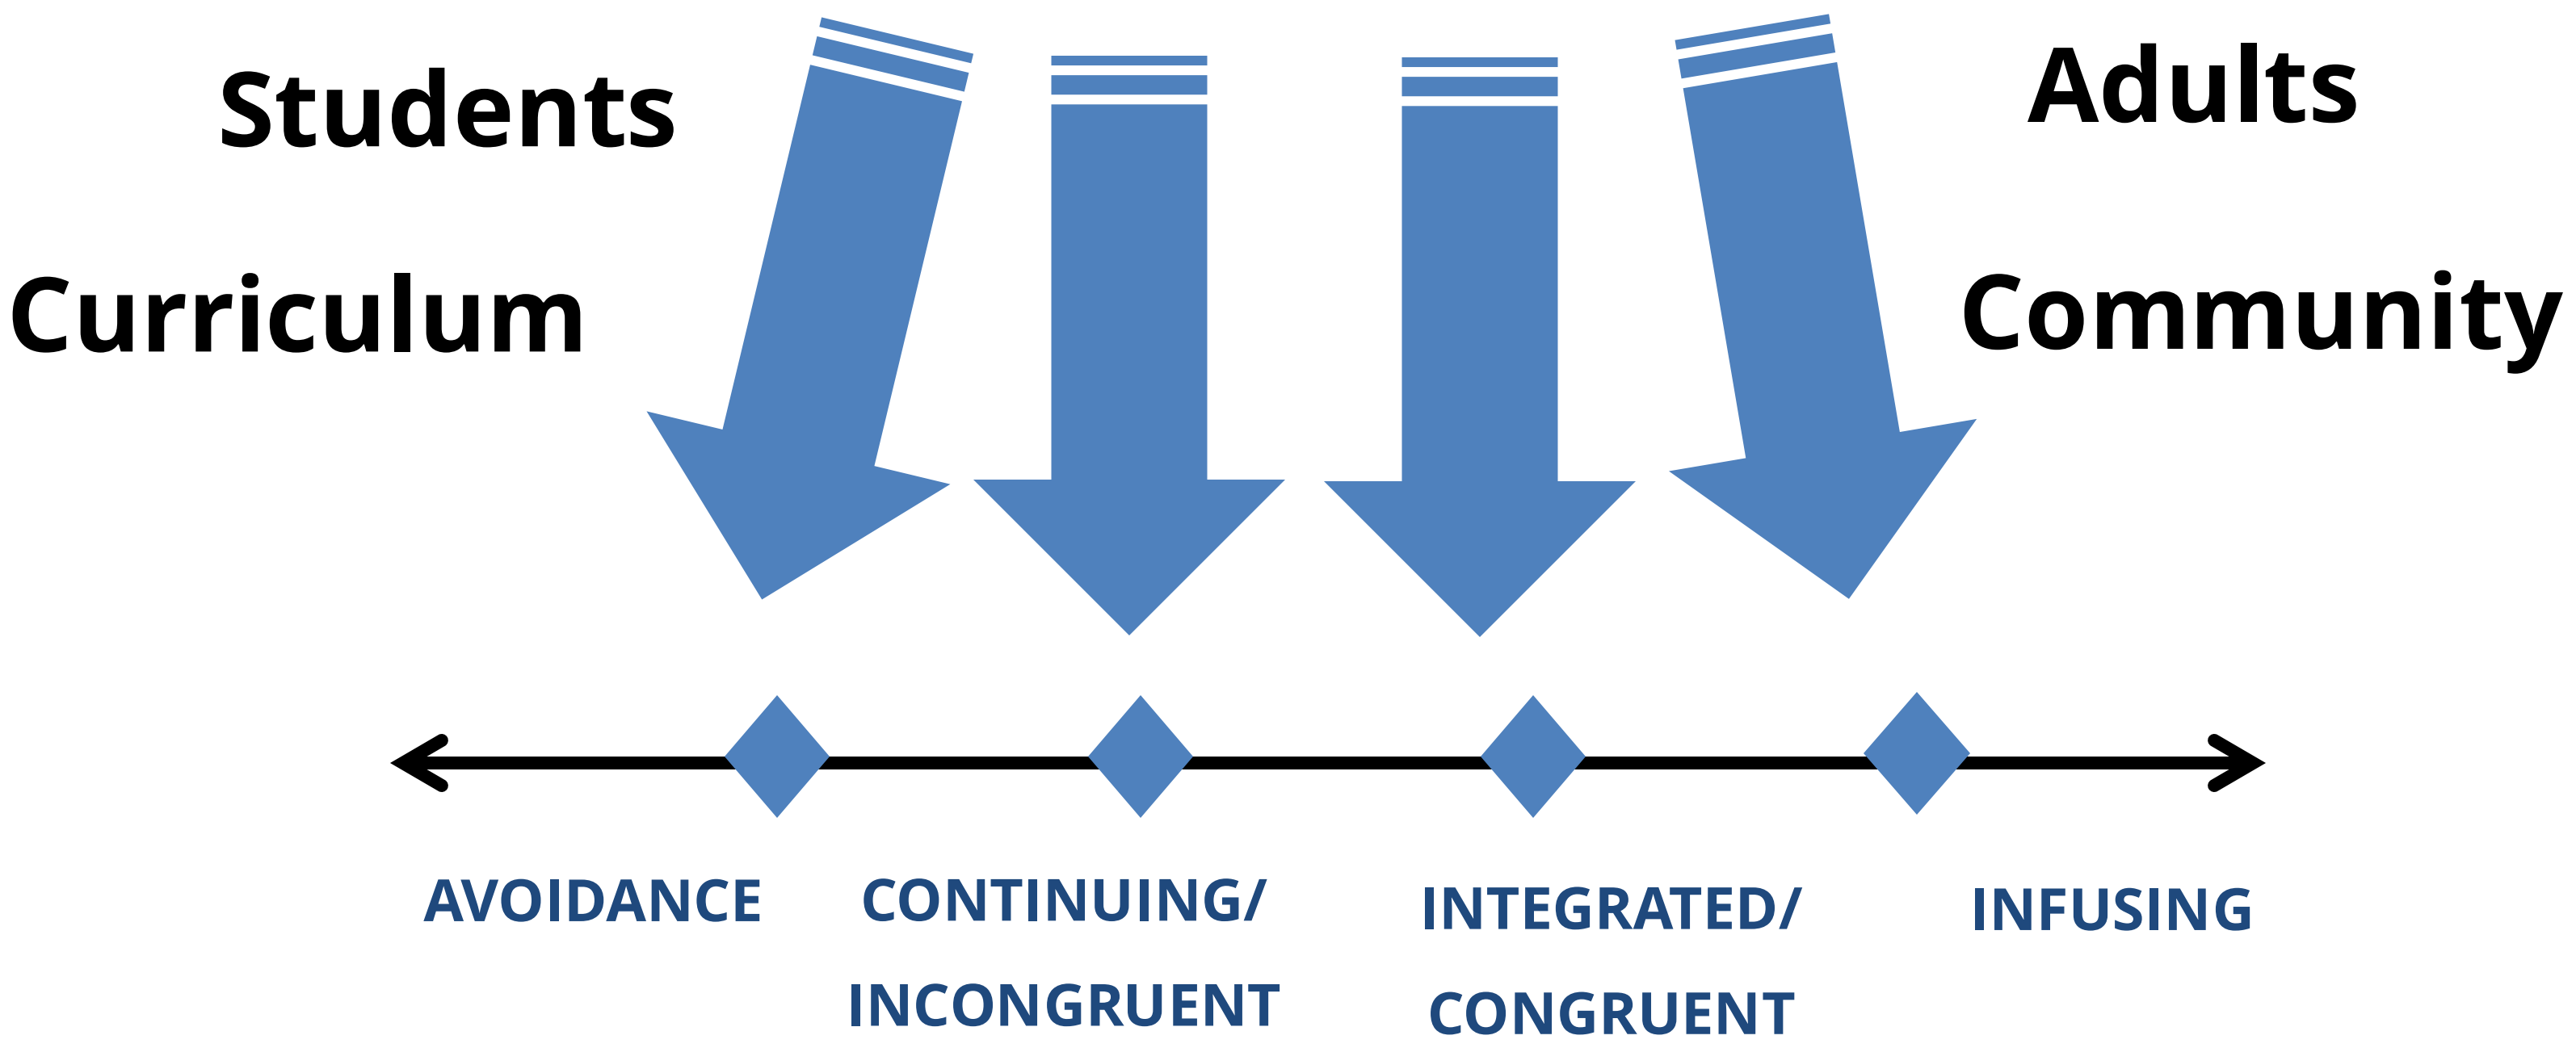 Students
Adults
Curriculum
Community
AVOIDANCE
CONTINUING/
INCONGRUENT
INTEGRATED/
CONGRUENT
INFUSING